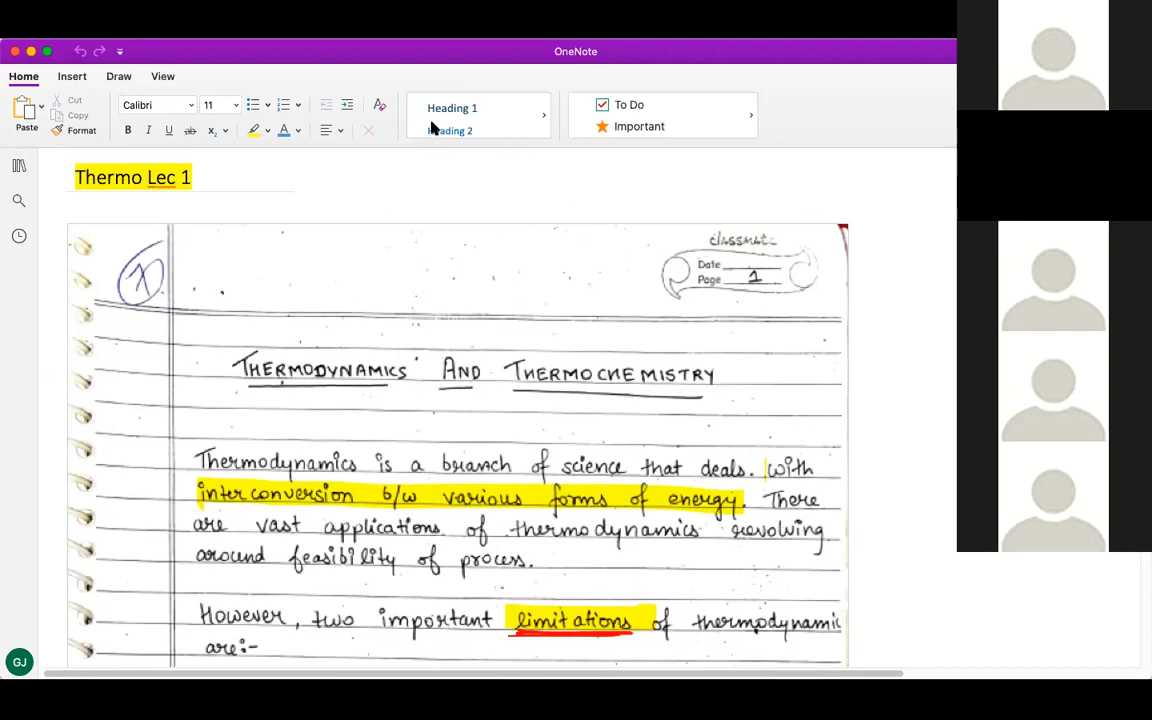 OneNote
Home Insert Draw View
Paste
Cut
Copy
Format
Calibri 11
B I U ab x₂ A
Heading 1
Heading 2
To Do
Important
Thermo Lec 1
classmate
Date
Page 1
THERMODYNAMICS AND THERMOCHEMISTRY
Thermodynamics is a branch of science that deals. with
interconversion b/w various forms of energy. There
are vast applications of thermodynamics revolving
around feasibility of process.
However, two important limitations of thermodynamic
are:-
GJ